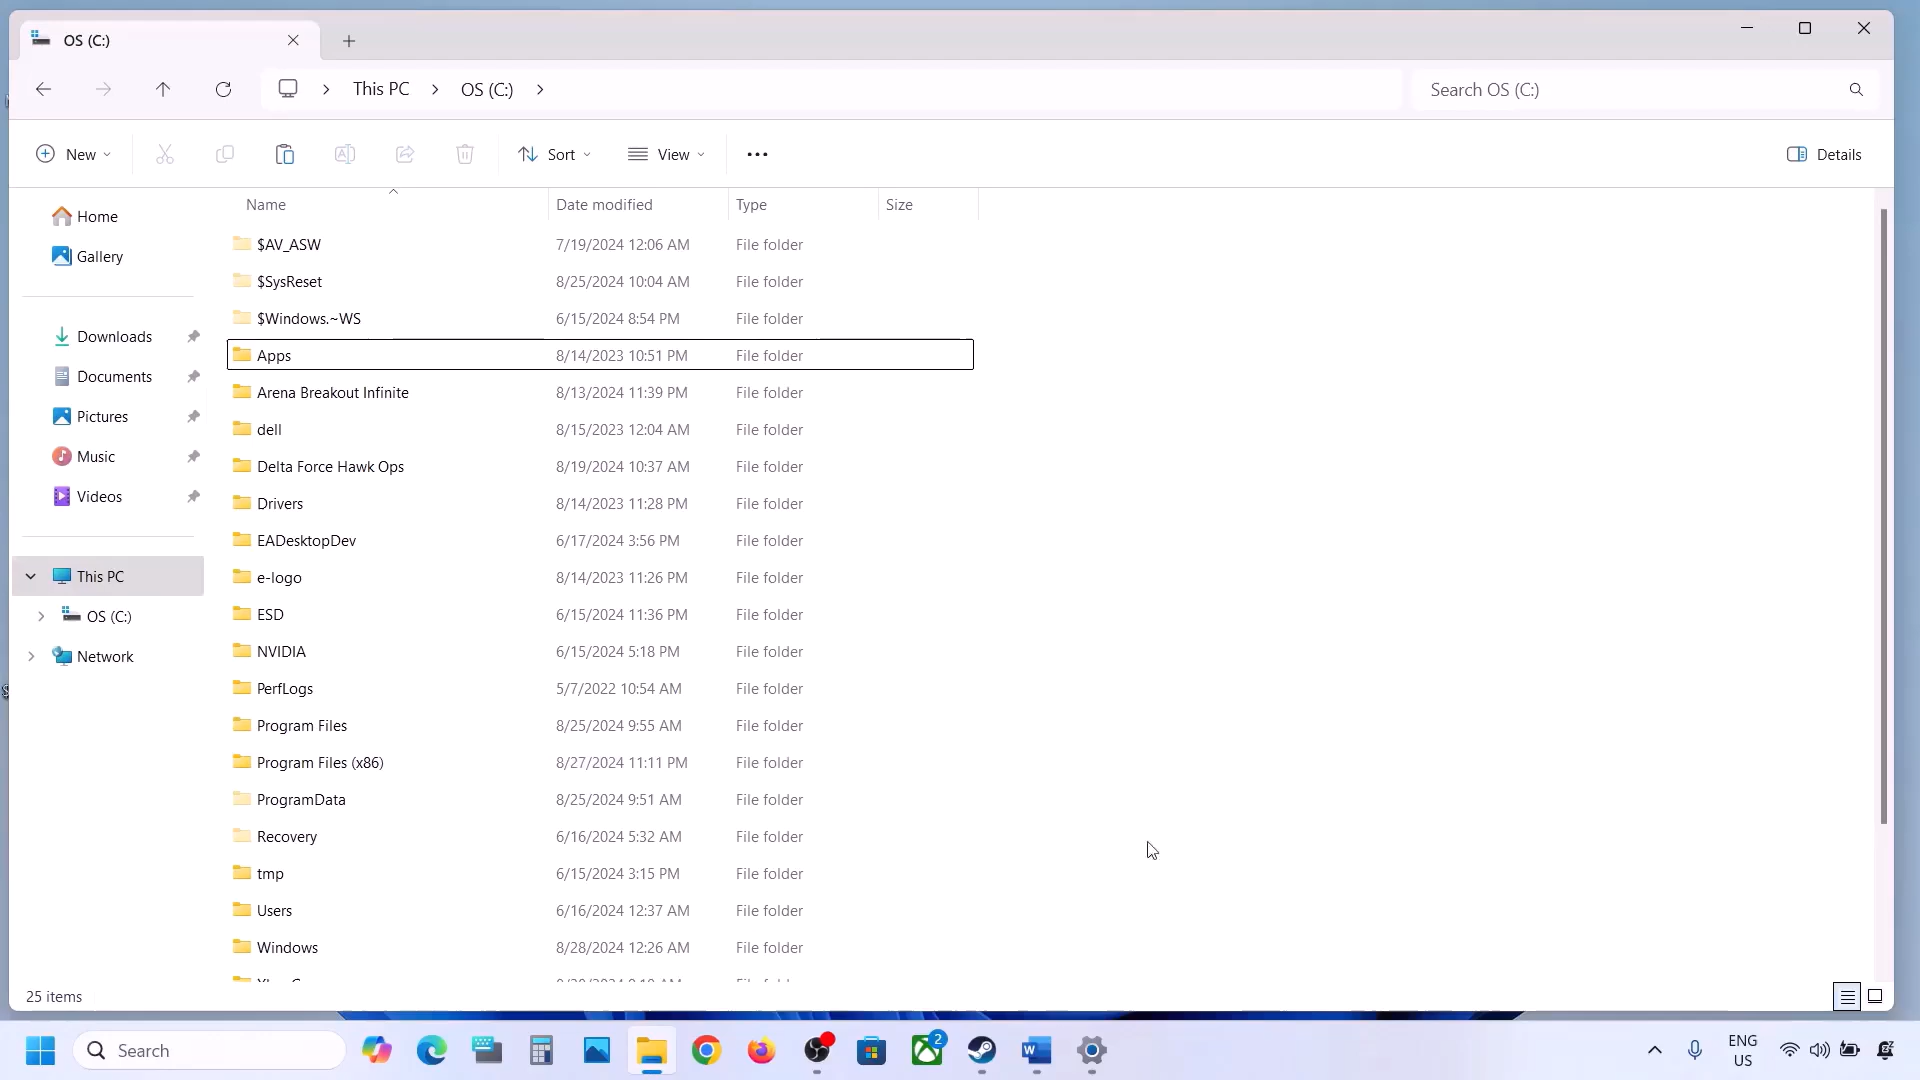 OS (C:)
This PC
OS (C:)
Search OS (C:)
New
Sort
View
Details
Name Date modified Type Size
Home
Gallery
Downloads
Documents
Pictures
Music
Videos
This PC
OS (C:)
Network
$AV_ASW 7/19/2024 12:06 AM File folder
$SysReset 8/25/2024 10:04 AM File folder
$Windows.~WS 6/15/2024 8:54 PM File folder
Apps 8/14/2023 10:51 PM File folder
Arena Breakout Infinite 8/13/2024 11:39 PM File folder
dell 8/15/2023 12:04 AM File folder
Delta Force Hawk Ops 8/19/2024 10:37 AM File folder
Drivers 8/14/2023 11:28 PM File folder
EADesktopDev 6/17/2024 3:56 PM File folder
e-logo 8/14/2023 11:26 PM File folder
ESD 6/15/2024 11:36 PM File folder
NVIDIA 6/15/2024 5:18 PM File folder
PerfLogs 5/7/2022 10:54 AM File folder
Program Files 8/25/2024 9:55 AM File folder
Program Files (x86) 8/27/2024 11:11 PM File folder
ProgramData 8/25/2024 9:51 AM File folder
Recovery 6/16/2024 5:32 AM File folder
tmp 6/15/2024 3:15 PM File folder
Users 6/16/2024 12:37 AM File folder
Windows 8/28/2024 12:26 AM File folder
25 items
Search
2
ENG
US